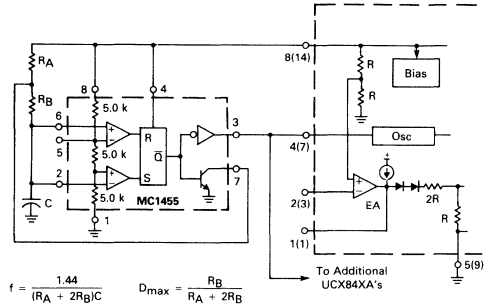 RA
RB
C
8
4
6
5
2
1
3
7
5.0 k
5.0 k
5.0 k
+
−
+
−
R
Q̅
S
MC1455
8(14)
R
R
Bias
4(7)
Osc
+
+
−
EA
2(3)
1(1)
2R
R
5(9)
To Additional
UCX84XA's
f = 1.44 / (RA + 2RB)C
Dmax = RB / RA + 2RB